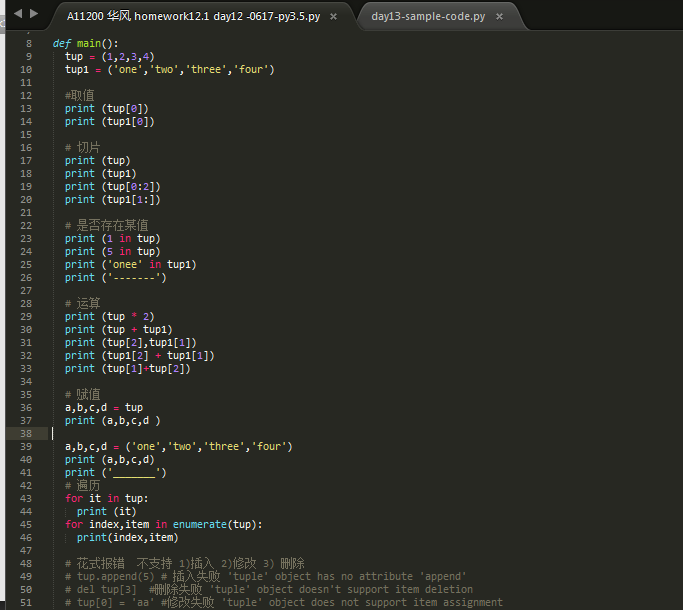 A11200 华风 homework12.1 day12 -0617-py3.5.py × day13-sample-code.py ×
8 def main():
9 tup = (1,2,3,4)
10 tup1 = ('one','two','three','four')
11
12 #取值
13 print (tup[0])
14 print (tup1[0])
15
16 # 切片
17 print (tup)
18 print (tup1)
19 print (tup[0:2])
20 print (tup1[1:])
21
22 # 是否存在某值
23 print (1 in tup)
24 print (5 in tup)
25 print ('onee' in tup1)
26 print ('-------')
27
28 # 运算
29 print (tup * 2)
30 print (tup + tup1)
31 print (tup[2],tup1[1])
32 print (tup1[2] + tup1[1])
33 print (tup[1]+tup[2])
34
35 # 赋值
36 a,b,c,d = tup
37 print (a,b,c,d )
38
39 a,b,c,d = ('one','two','three','four')
40 print (a,b,c,d)
41 print ('_______')
42 # 遍历
43 for it in tup:
44 print (it)
45 for index,item in enumerate(tup):
46 print(index,item)
47
48 # 花式报错 不支持 1)插入 2)修改 3) 删除
49 # tup.append(5) # 插入失败 'tuple' object has no attribute 'append'
50 # del tup[3] #删除失败 'tuple' object doesn't support item deletion
51 # tup[0] = 'aa' #修改失败 'tuple' object does not support item assignment